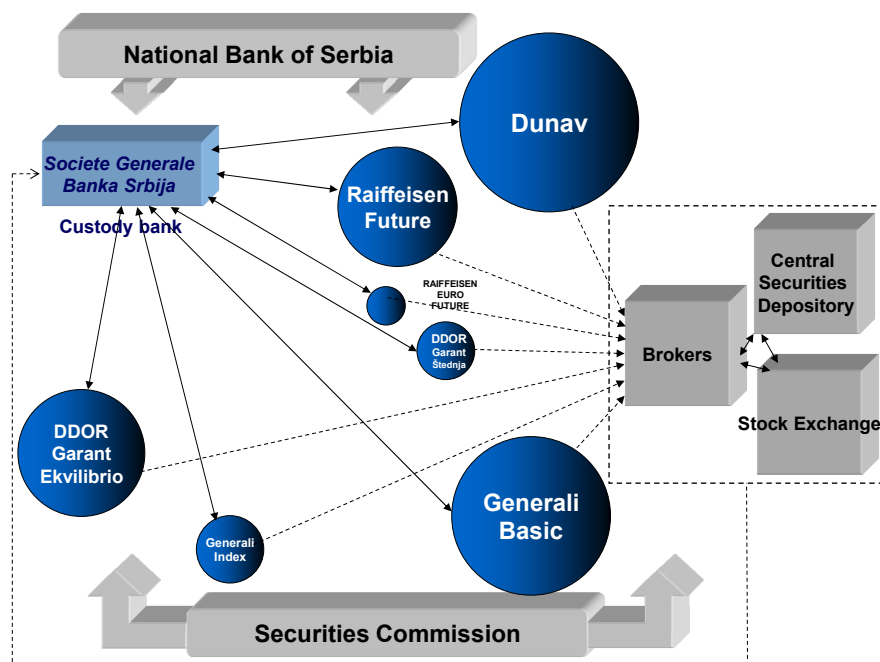 National Bank of Serbia
Dunav
Societe Generale
Banka Srbija
Custody bank
Raiffeisen
Future
RAIFFEISEN
EURO
FUTURE
DDOR
Garant
Štednja
Central
Securities
Depository
Brokers
Stock Exchange
DDOR
Garant
Ekvilibrio
Generali
Basic
Generali
Index
Securities Commission